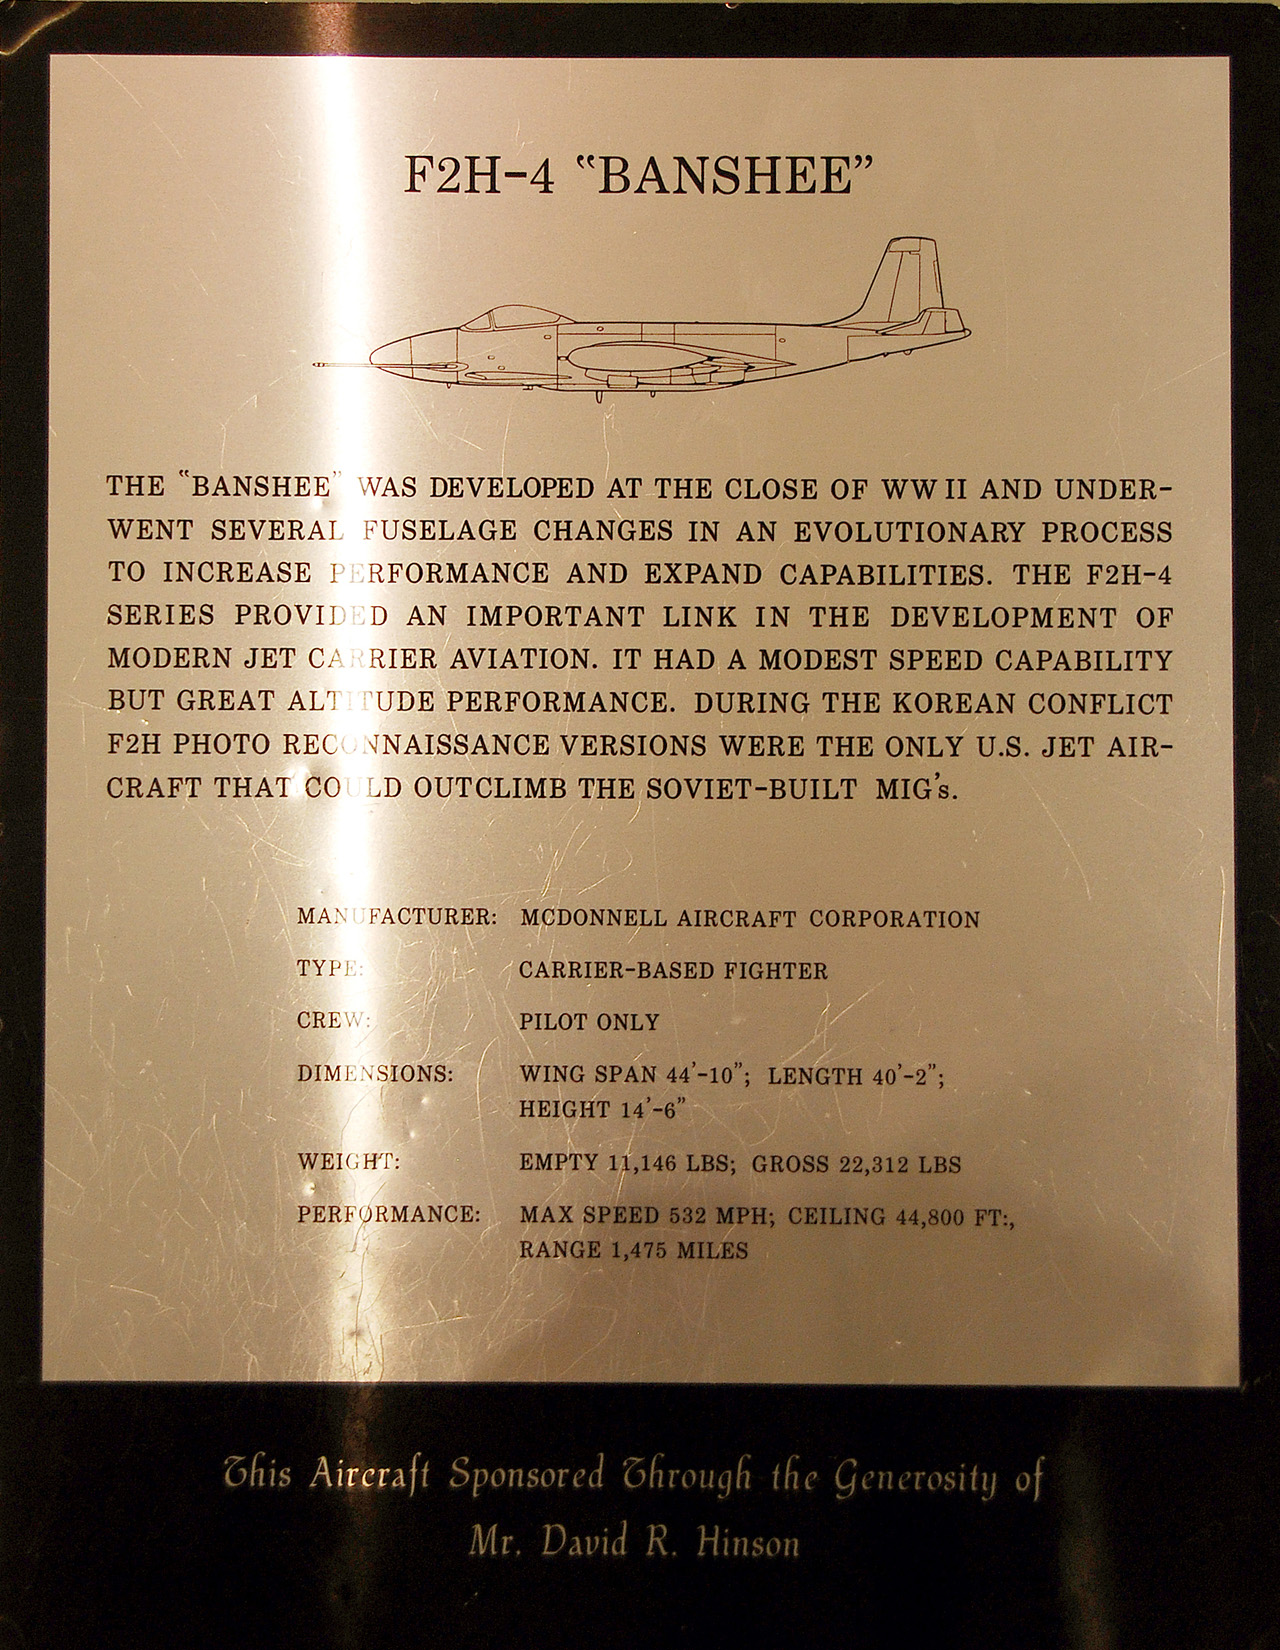 F2H-4 "BANSHEE"
THE "BANSHEE" WAS DEVELOPED AT THE CLOSE OF WW II AND UNDER-
WENT SEVERAL FUSELAGE CHANGES IN AN EVOLUTIONARY PROCESS
TO INCREASE PERFORMANCE AND EXPAND CAPABILITIES. THE F2H-4
SERIES PROVIDED AN IMPORTANT LINK IN THE DEVELOPMENT OF
MODERN JET CARRIER AVIATION. IT HAD A MODEST SPEED CAPABILITY
BUT GREAT ALTITUDE PERFORMANCE. DURING THE KOREAN CONFLICT
F2H PHOTO RECONNAISSANCE VERSIONS WERE THE ONLY U.S. JET AIR-
CRAFT THAT COULD OUTCLIMB THE SOVIET-BUILT MIG's.
MANUFACTURER: MCDONNELL AIRCRAFT CORPORATION
TYPE: CARRIER-BASED FIGHTER
CREW: PILOT ONLY
DIMENSIONS: WING SPAN 44'-10"; LENGTH 40'-2";
HEIGHT 14'-6"
WEIGHT: EMPTY 11,146 LBS; GROSS 22,312 LBS
PERFORMANCE: MAX SPEED 532 MPH; CEILING 44,800 FT:,
RANGE 1,475 MILES
This Aircraft Sponsored Through the Generosity of
Mr. David R. Hinson